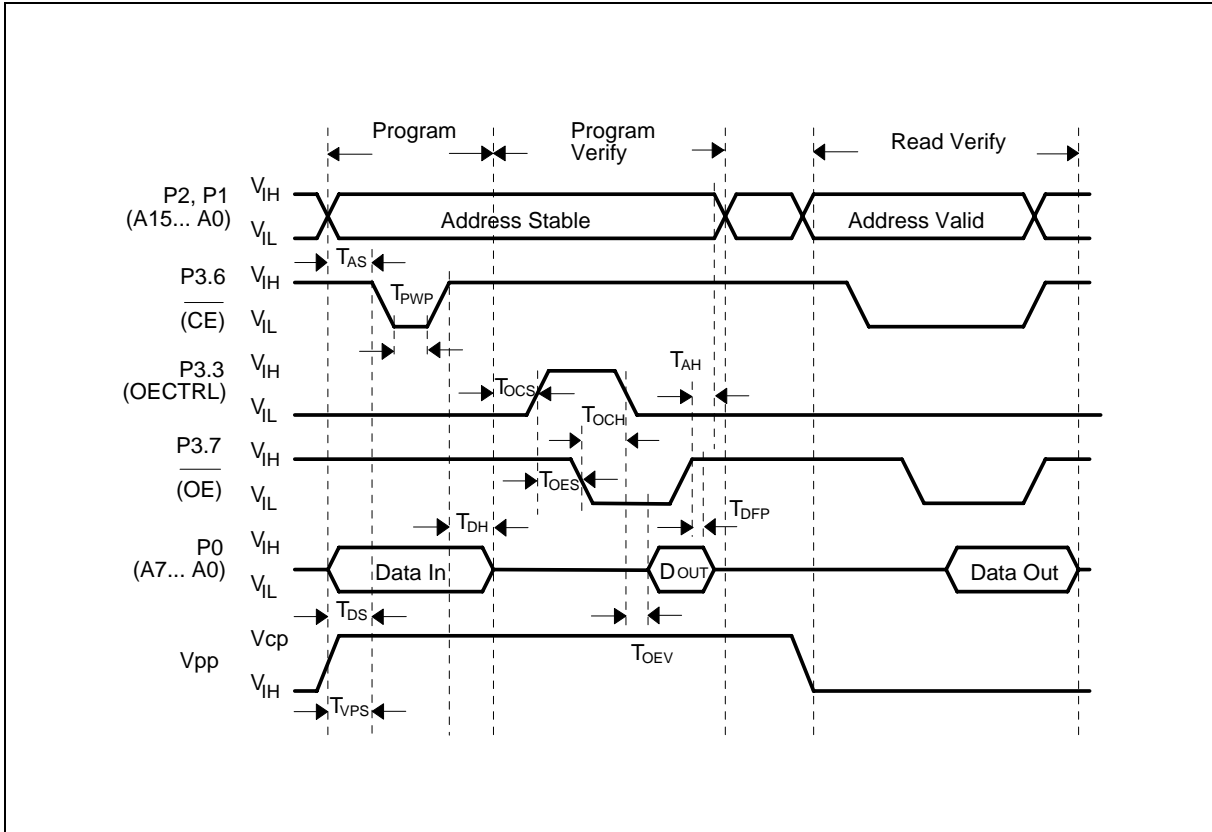 Program
Program
Verify
Read Verify
P2, P1
(A15... A0)
VIH
VIL
Address Stable
Address Valid
TAS
P3.6
(CE)
VIH
VIL
TPWP
P3.3
(OECTRL)
VIH
VIL
TOCS
TAH
TOCH
P3.7
(OE)
VIH
VIL
TOES
TDFP
TDH
P0
(A7... A0)
VIH
VIL
Data In
DOUT
Data Out
TDS
Vpp
Vcp
VIH
TOEV
TVPS